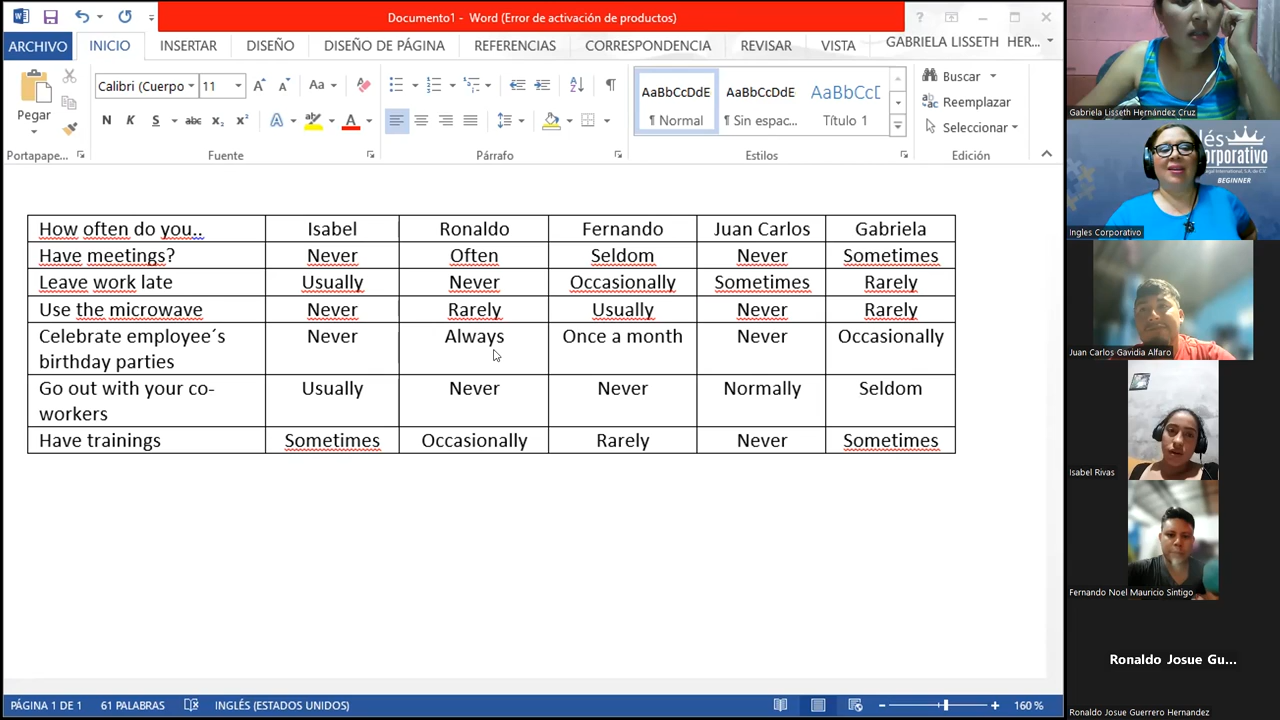 Documento1 - Word (Error de activación de productos)
ARCHIVO INICIO INSERTAR DISEÑO DISEÑO DE PÁGINA REFERENCIAS CORRESPONDENCIA REVISAR VISTA GABRIELA LISSETH HER...
Calibri (Cuerpo 11 Aa
Pegar
N K S abc x₂ x² A A
AaBbCcDdE AaBbCcDdE AaBbCcD
¶ Normal ¶ Sin espac... Título 1
Buscar
Reemplazar
Seleccionar
Portapape... Fuente Párrafo Estilos Edición
How often do you.. Isabel Ronaldo Fernando Juan Carlos Gabriela
Have meetings? Never Often Seldom Never Sometimes
Leave work late Usually Never Occasionally Sometimes Rarely
Use the microwave Never Rarely Usually Never Rarely
Celebrate employee´s Never Always Once a month Never Occasionally
birthday parties
Go out with your co- Usually Never Never Normally Seldom
workers
Have trainings Sometimes Occasionally Rarely Never Sometimes
PÁGINA 1 DE 1 61 PALABRAS INGLÉS (ESTADOS UNIDOS) 160 %
Gabriela Lisseth Hernández Cruz
BEGINNER
Ingles Corporativo
Juan Carlos Gavidia Alfaro
Isabel Rivas
Fernando Noel Mauricio Sintigo
Ronaldo Josue Gu...
Ronaldo Josue Guerrero Hernandez